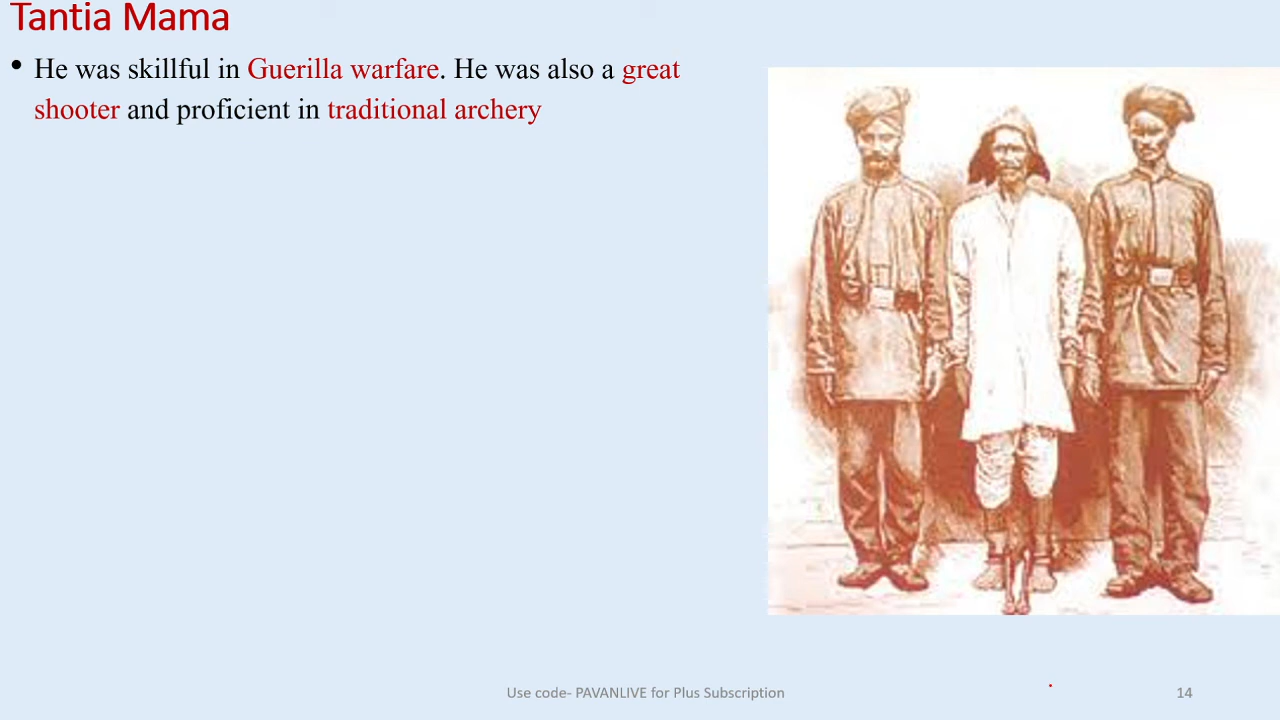 Tantia Mama
• He was skillful in Guerilla warfare. He was also a great
shooter and proficient in traditional archery
Use code- PAVANLIVE for Plus Subscription
14